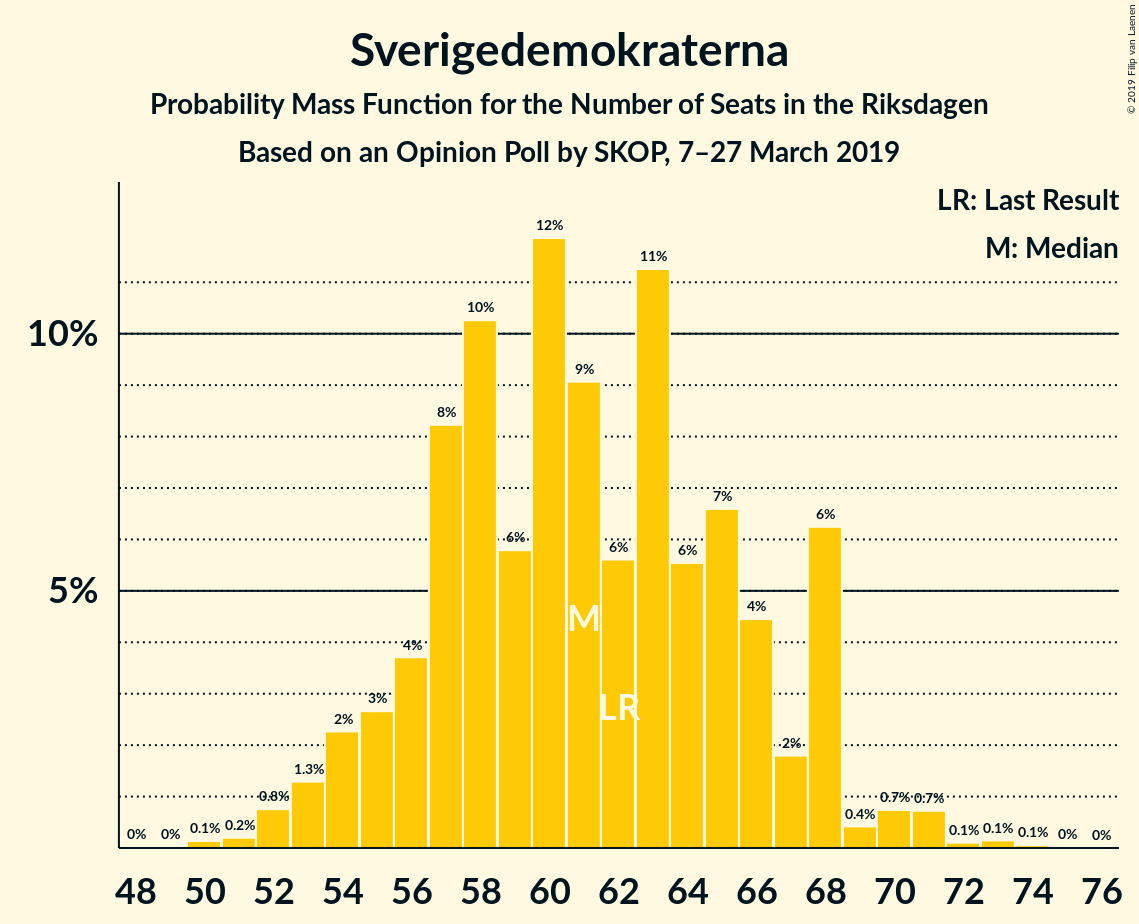 Sverigedemokraterna
Probability Mass Function for the Number of Seats in the Riksdagen
Based on an Opinion Poll by SKOP, 7–27 March 2019
© 2019 Filip van Laenen
LR: Last Result
M: Median
10%
5%
0% 0% 0.1% 0.2% 0.8% 1.3% 2% 3% 4% 8% 10% 6% 12% 9% 6% 11% 6% 7% 4% 2% 6% 0.4% 0.7% 0.7% 0.1% 0.1% 0.1% 0% 0%
M
LR
48 50 52 54 56 58 60 62 64 66 68 70 72 74 76